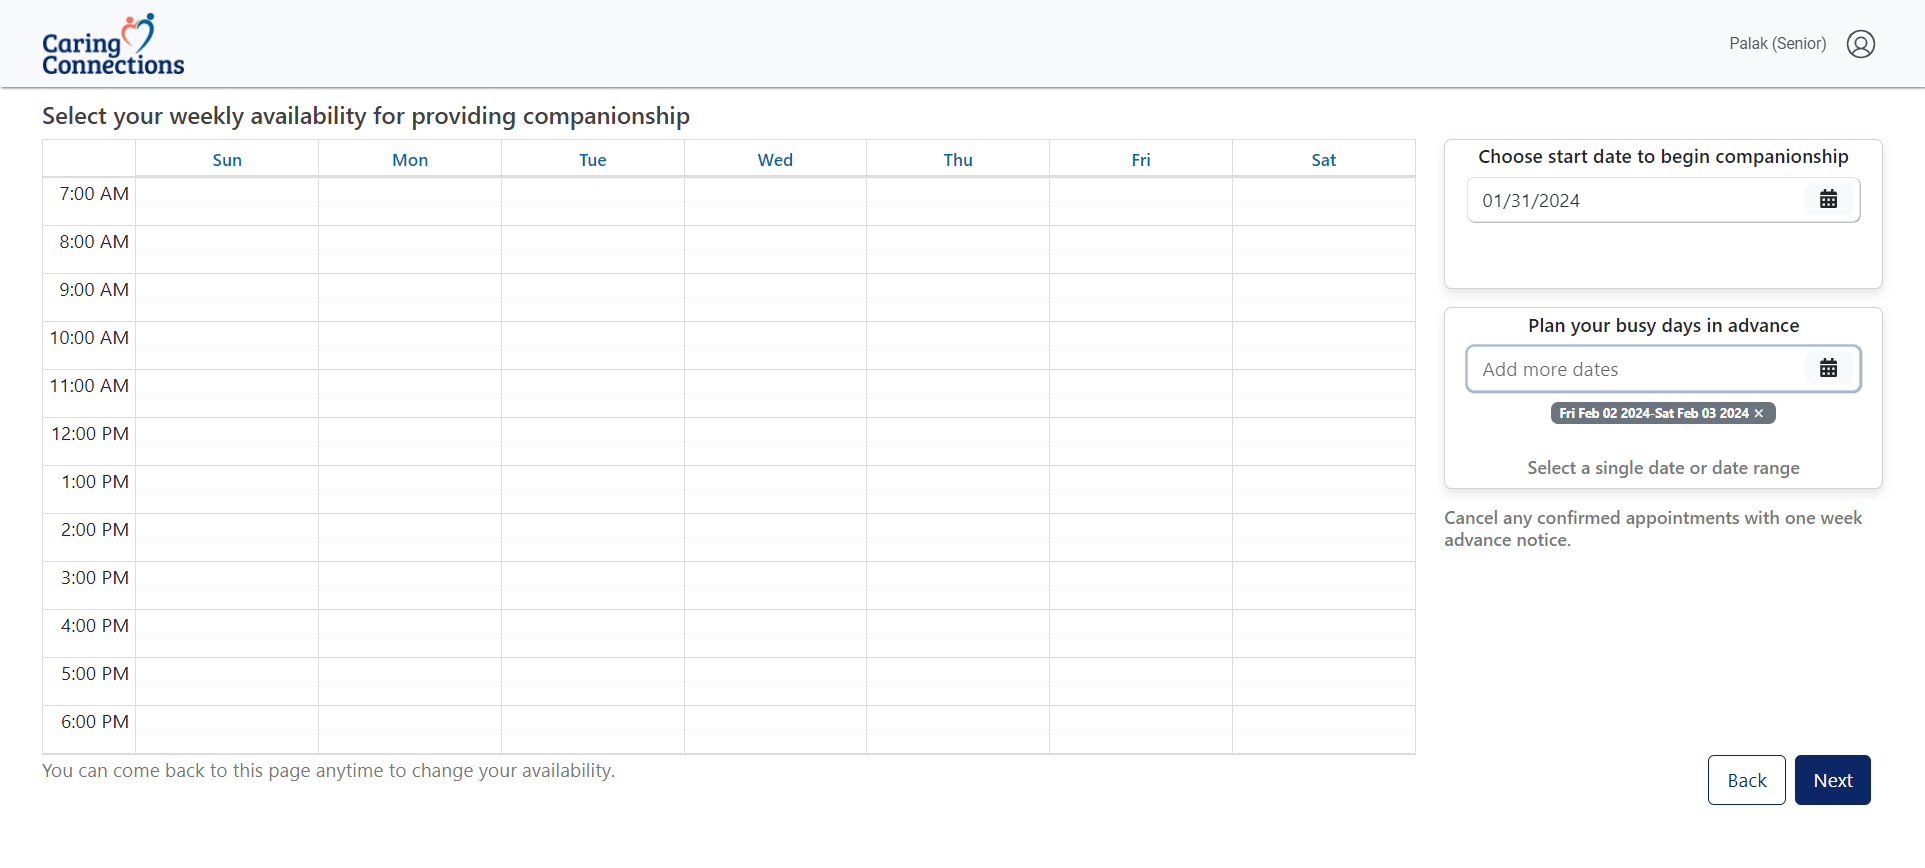 Caring
Connections
Palak (Senior)
Select your weekly availability for providing companionship
Sun Mon Tue Wed Thu Fri Sat
7:00 AM
8:00 AM
9:00 AM
10:00 AM
11:00 AM
12:00 PM
1:00 PM
2:00 PM
3:00 PM
4:00 PM
5:00 PM
6:00 PM
You can come back to this page anytime to change your availability.
Choose start date to begin companionship
01/31/2024
Plan your busy days in advance
Add more dates
Fri Feb 02 2024-Sat Feb 03 2024 ×
Select a single date or date range
Cancel any confirmed appointments with one week
advance notice.
Back Next